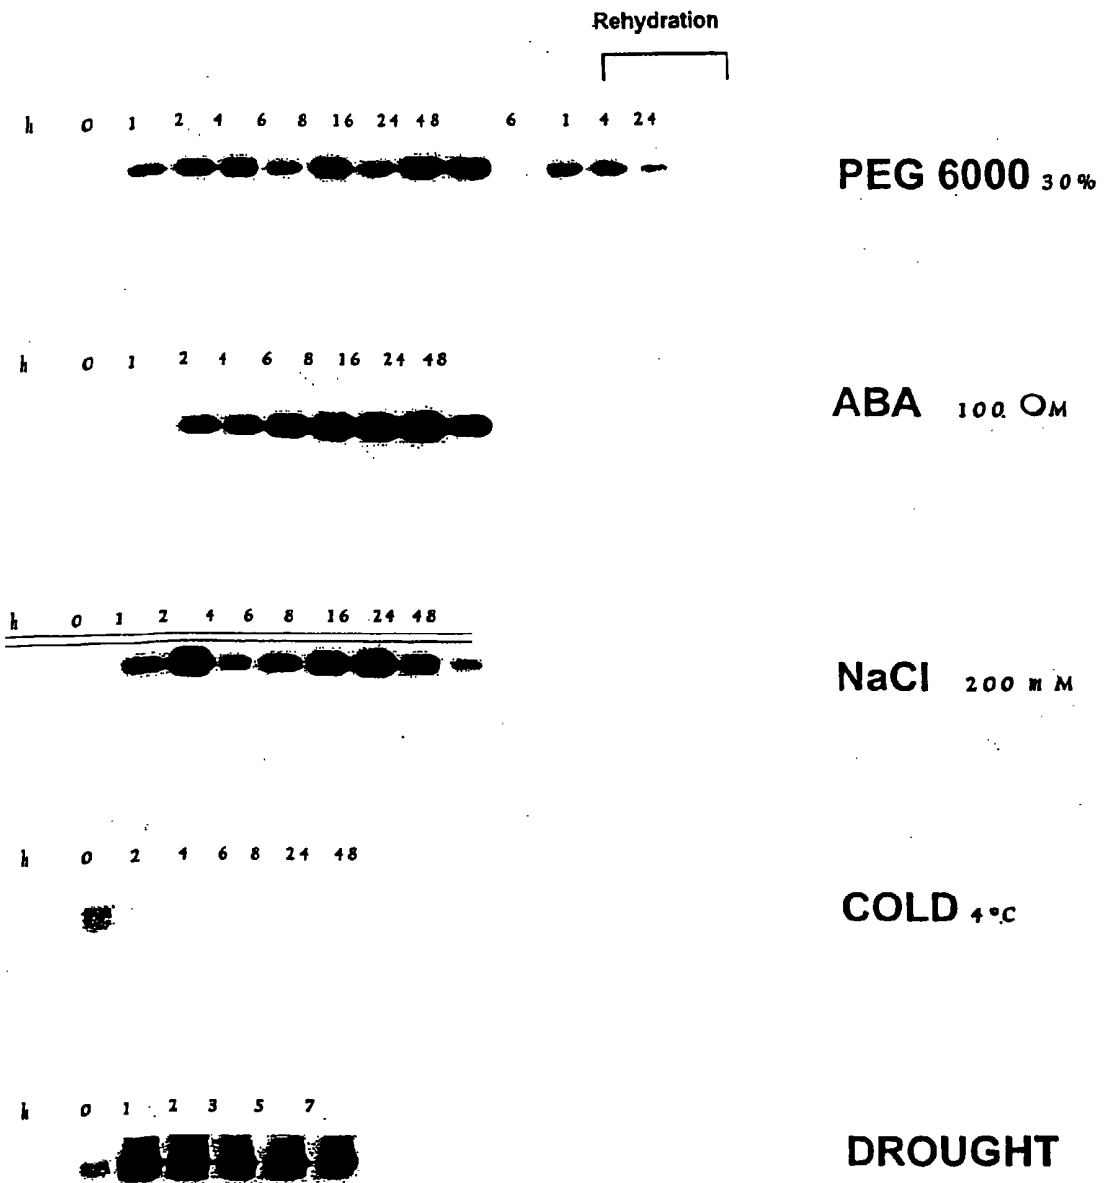 Rehydration
h 0 1 2 4 6 8 16 24 48 6 1 4 24
PEG 6000 30%
h 0 1 2 4 6 8 16 24 48
ABA 100 OM
h 0 1 2 4 6 8 16 24 48
NaCl 200 mM
h 0 2 4 6 8 24 48
COLD 4°C
h 0 1 2 3 5 7
DROUGHT